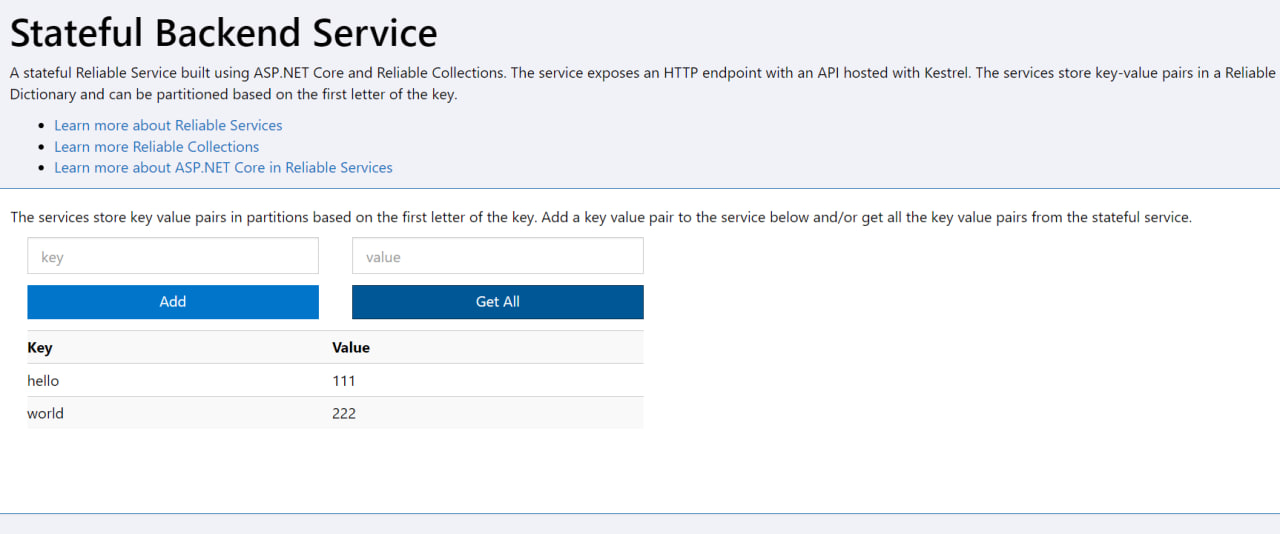 Stateful Backend Service
A stateful Reliable Service built using ASP.NET Core and Reliable Collections. The service exposes an HTTP endpoint with an API hosted with Kestrel. The services store key-value pairs in a Reliable
Dictionary and can be partitioned based on the first letter of the key.
• Learn more about Reliable Services
• Learn more Reliable Collections
• Learn more about ASP.NET Core in Reliable Services
The services store key value pairs in partitions based on the first letter of the key. Add a key value pair to the service below and/or get all the key value pairs from the stateful service.
key value
Add Get All
Key Value
hello 111
world 222